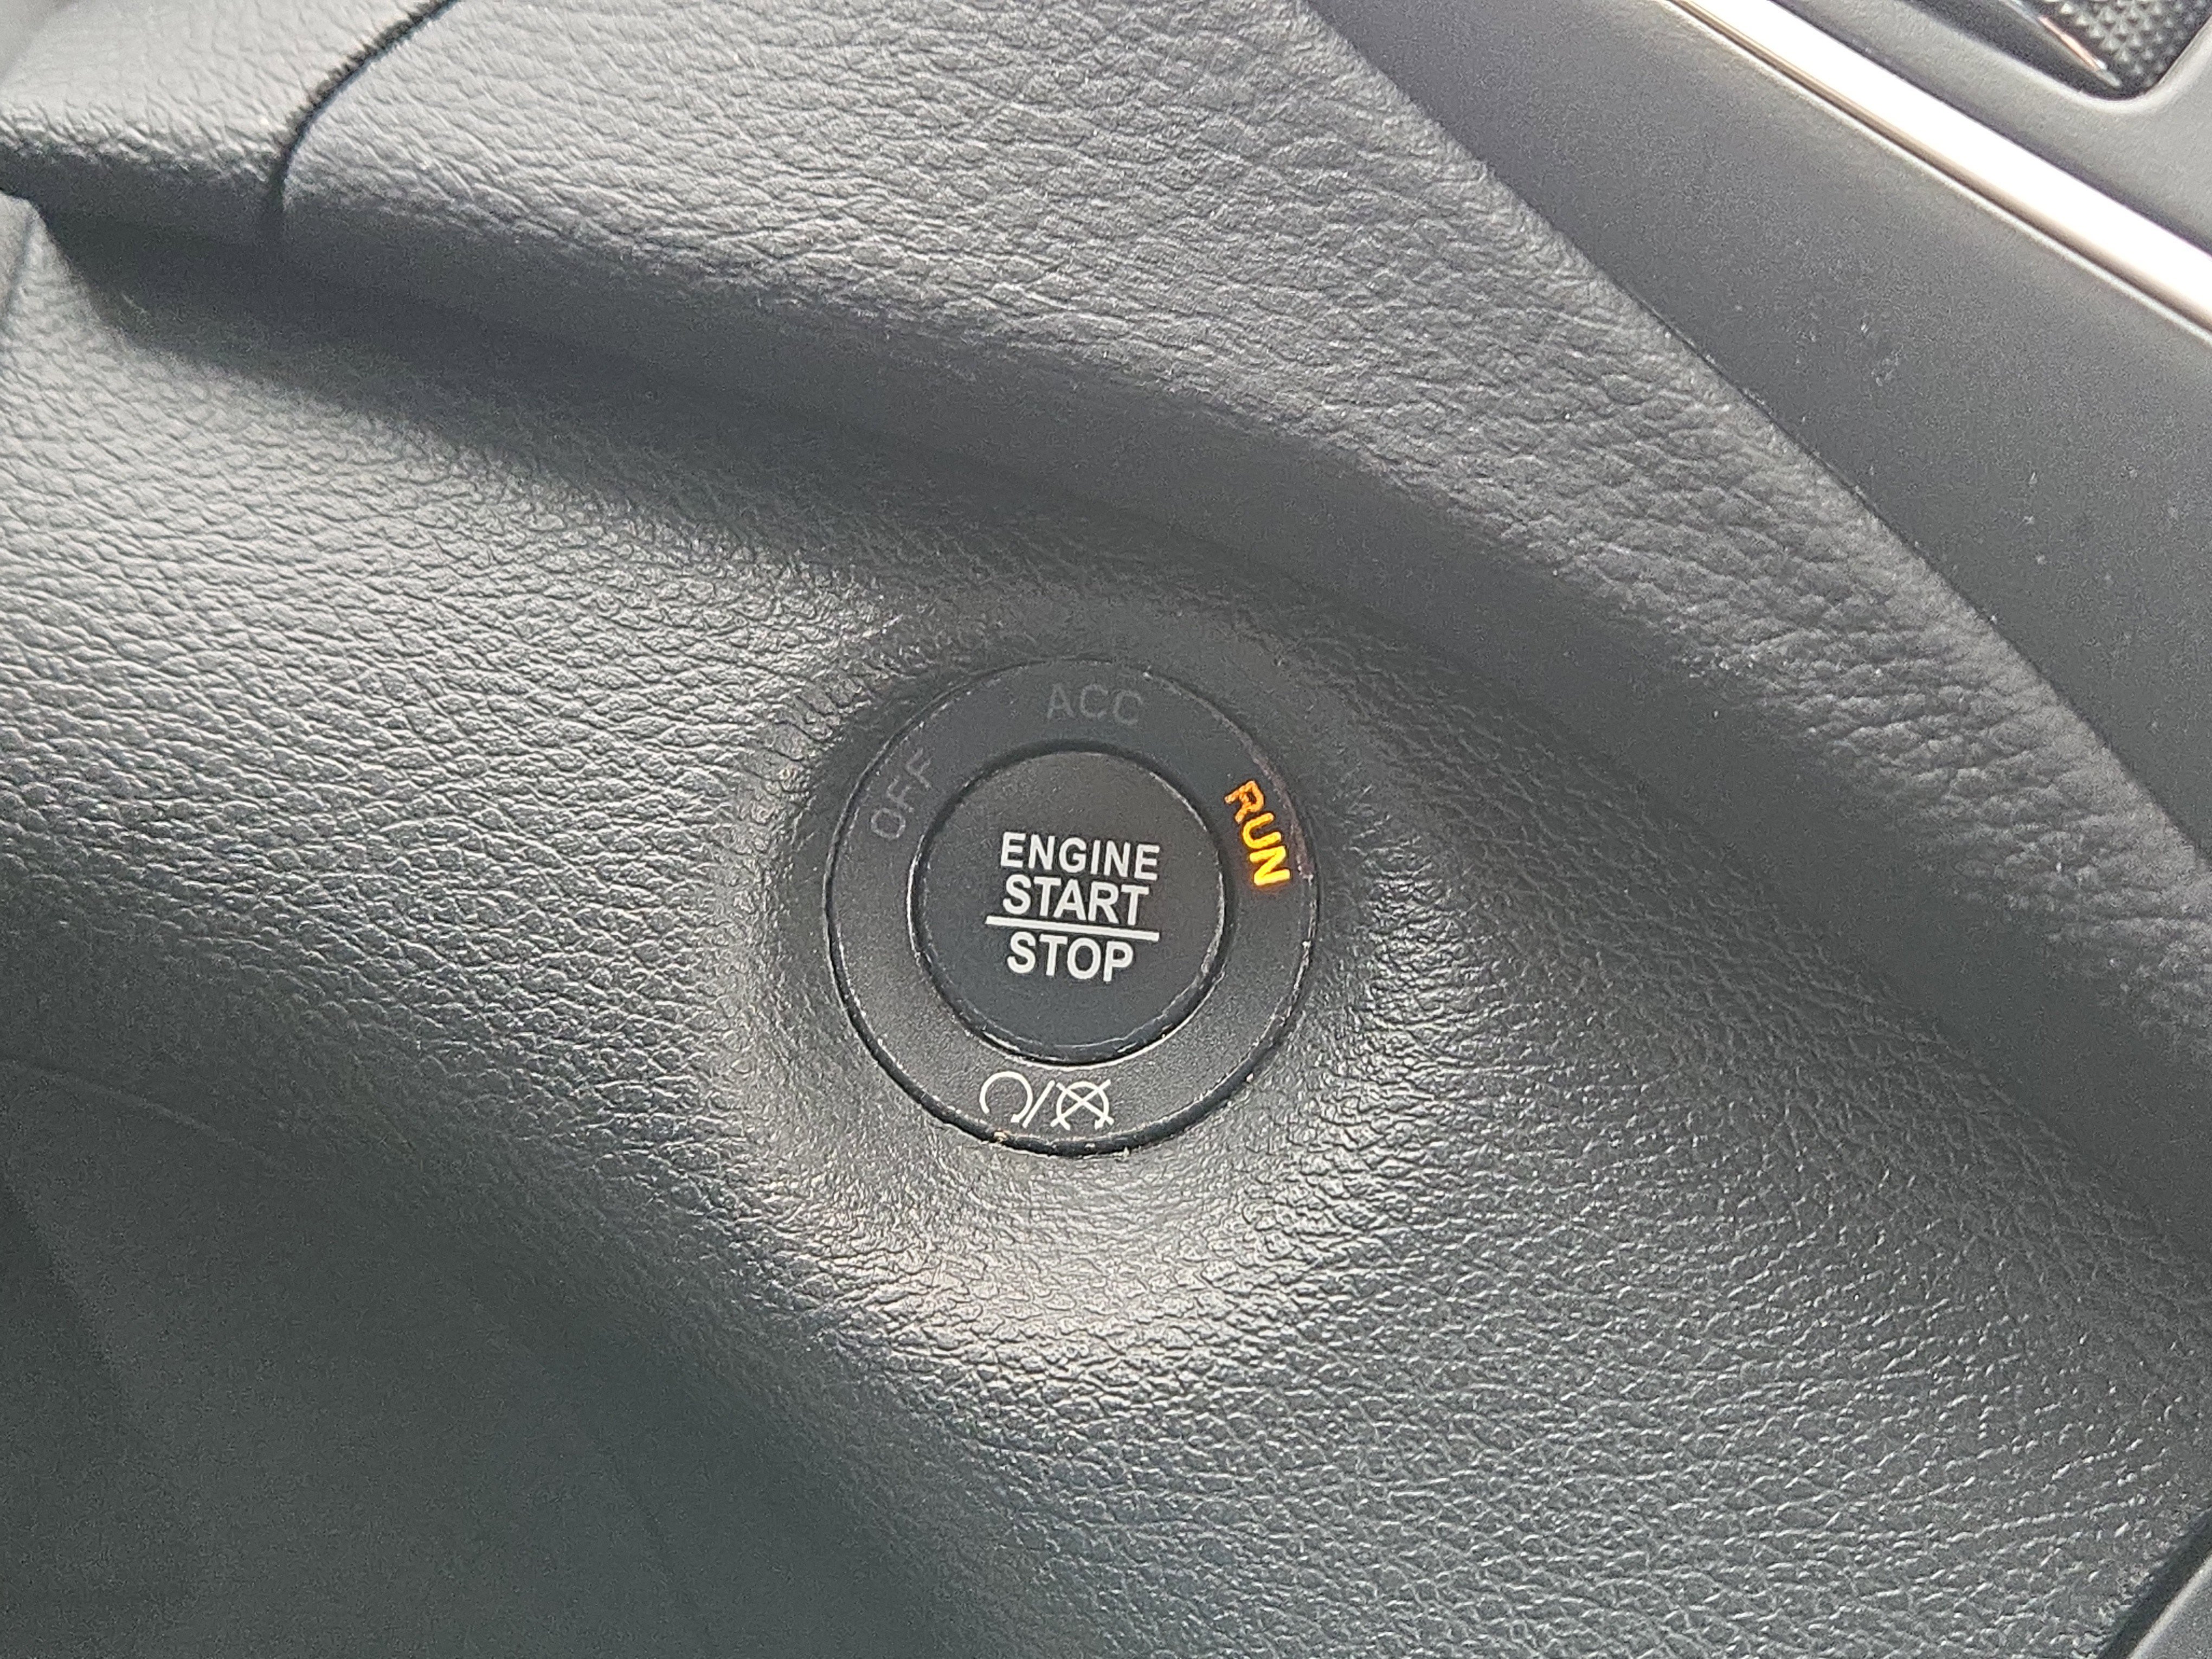 ACC
OFF
RUN
ENGINE
START
STOP